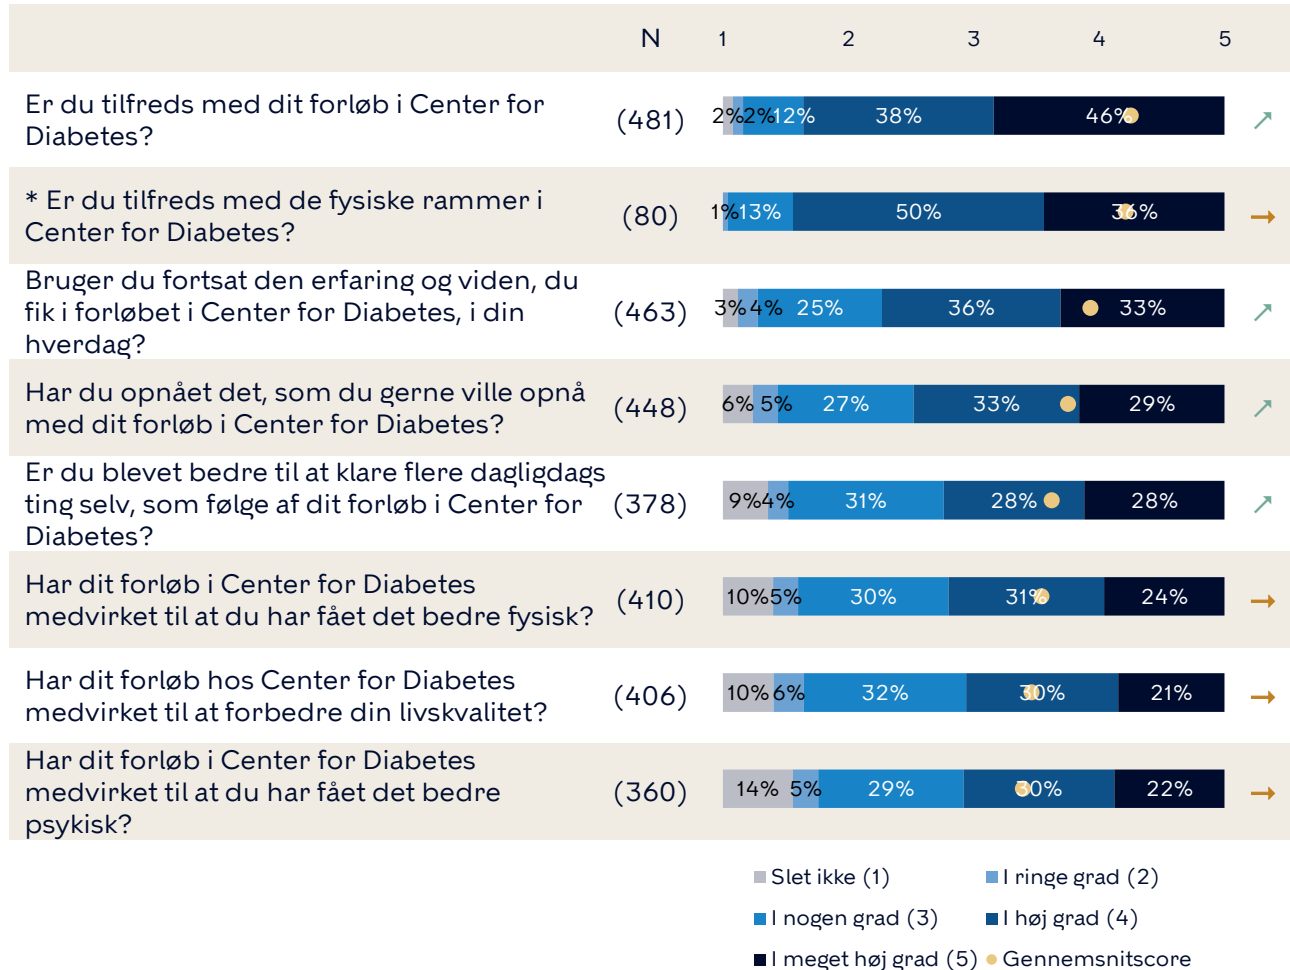 N 1 2 3 4 5
Er du tilfreds med dit forløb i Center for
Diabetes?
(481) 2% 2% 12% 38% 46%
* Er du tilfreds med de fysiske rammer i
Center for Diabetes?
(80) 1% 13% 50% 36%
Bruger du fortsat den erfaring og viden, du
fik i forløbet i Center for Diabetes, i din
hverdag?
(463) 3% 4% 25% 36% 33%
Har du opnået det, som du gerne ville opnå
med dit forløb i Center for Diabetes?
(448) 6% 5% 27% 33% 29%
Er du blevet bedre til at klare flere dagligdags
ting selv, som følge af dit forløb i Center for
Diabetes?
(378) 9% 4% 31% 28% 28%
Har dit forløb i Center for Diabetes
medvirket til at du har fået det bedre fysisk?
(410) 10% 5% 30% 31% 24%
Har dit forløb hos Center for Diabetes
medvirket til at forbedre din livskvalitet?
(406) 10% 6% 32% 30% 21%
Har dit forløb i Center for Diabetes
medvirket til at du har fået det bedre
psykisk?
(360) 14% 5% 29% 30% 22%
Slet ikke (1) I ringe grad (2)
I nogen grad (3) I høj grad (4)
I meget høj grad (5) Gennemsnitscore